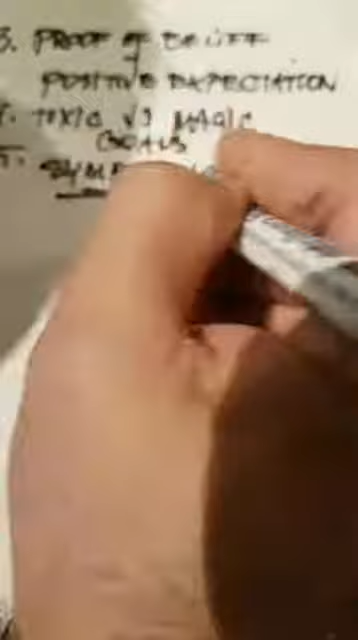 3. PROOF OF BELIEF
POSITIVE EXPECTATION
4. TOXIC VS MAGIC
GOALS
5.